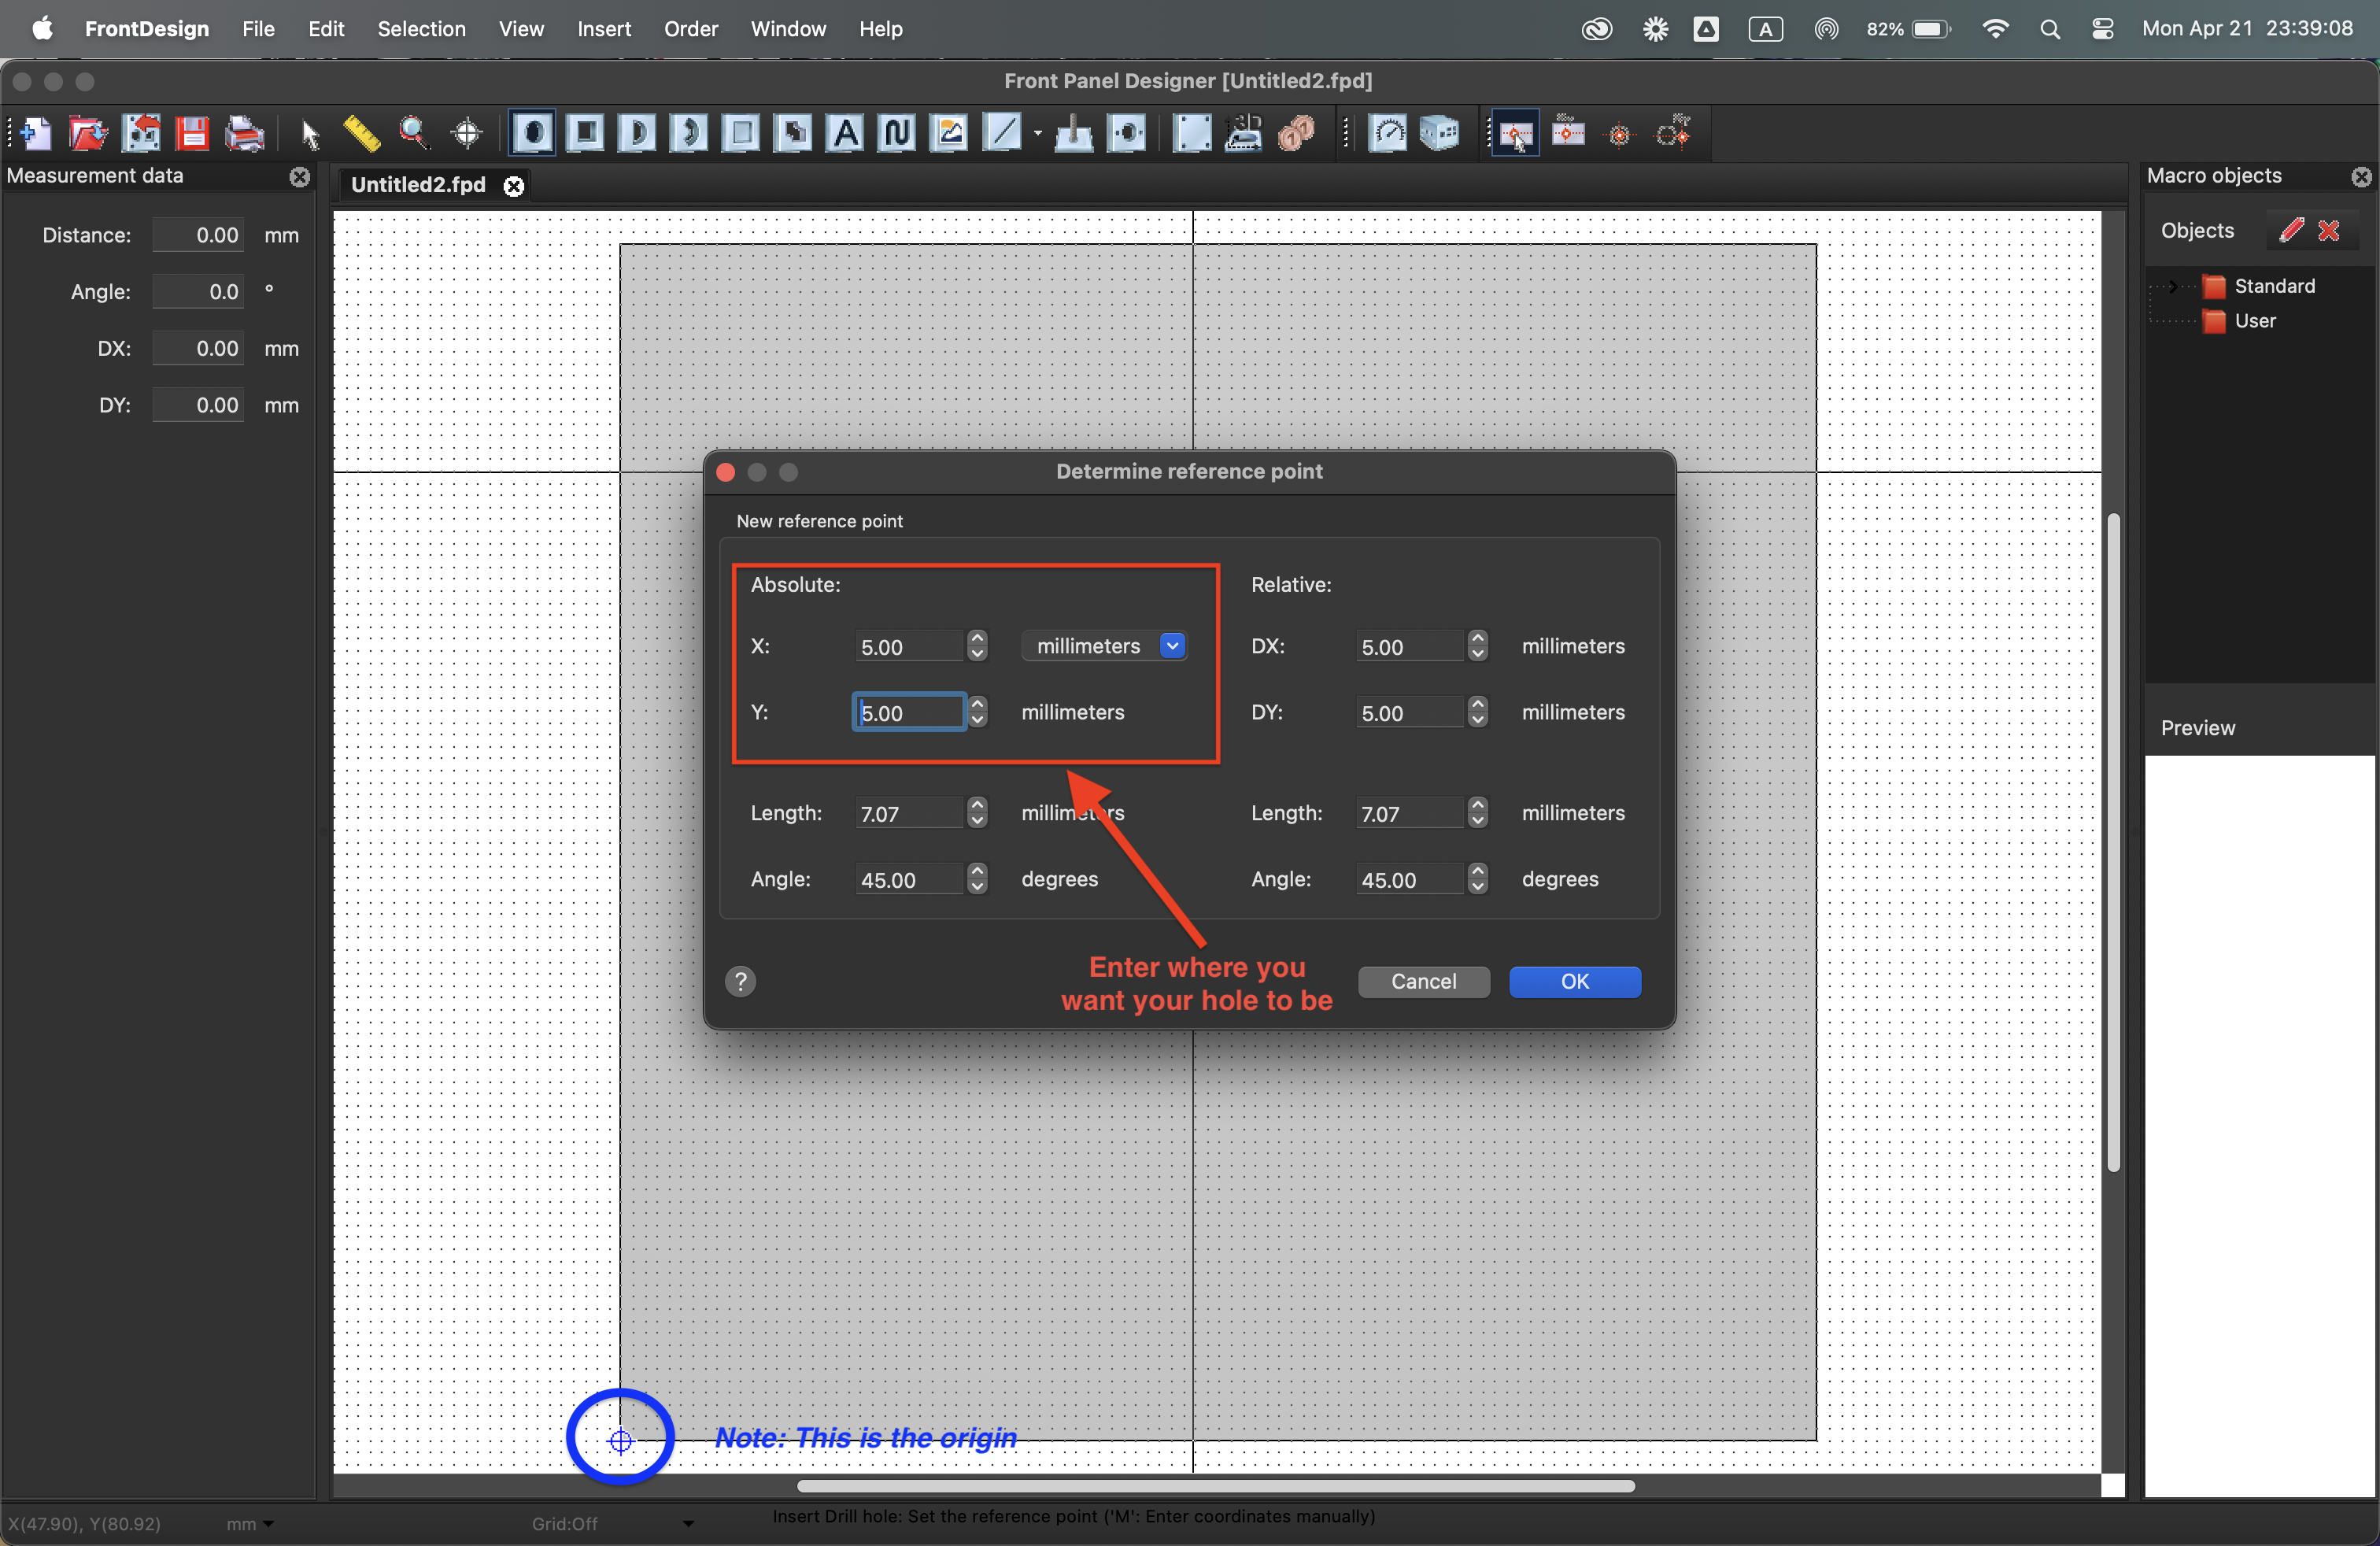 FrontDesign File Edit Selection View Insert Order Window Help A 82% Mon Apr 21 23:39:08
Front Panel Designer [Untitled2.fpd]
A 3D
Measurement data
Untitled2.fpd
Macro objects
Distance: 0.00 mm
Angle: 0.0 °
DX: 0.00 mm
DY: 0.00 mm
Objects
Standard
User
Preview
Determine reference point
New reference point
Absolute: Relative:
X: 5.00 millimeters DX: 5.00 millimeters
Y: 5.00 millimeters DY: 5.00 millimeters
Length: 7.07 millimeters Length: 7.07 millimeters
Angle: 45.00 degrees Angle: 45.00 degrees
Enter where you
want your hole to be
? Cancel OK
Note: This is the origin
X(47.90), Y(80.92) mm Grid:Off Insert Drill hole: Set the reference point ('M': Enter coordinates manually)